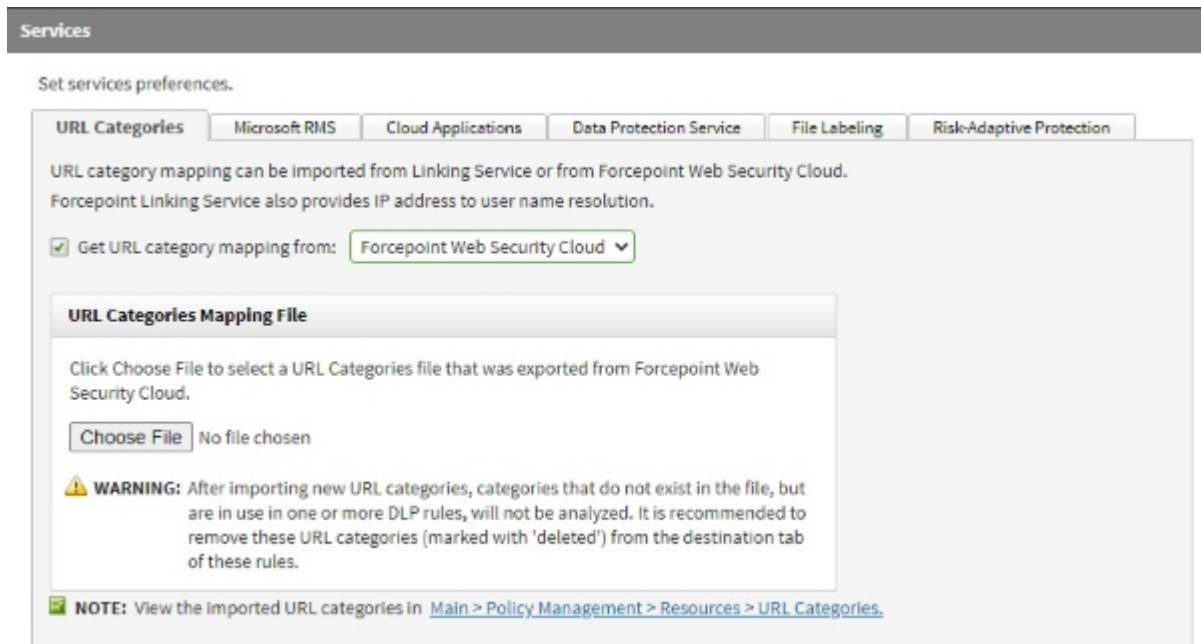 Services
Set services preferences.
URL Categories Microsoft RMS Cloud Applications Data Protection Service File Labeling Risk-Adaptive Protection
URL category mapping can be imported from Linking Service or from Forcepoint Web Security Cloud.
Forcepoint Linking Service also provides IP address to user name resolution.
Get URL category mapping from: Forcepoint Web Security Cloud
URL Categories Mapping File
Click Choose File to select a URL Categories file that was exported from Forcepoint Web
Security Cloud.
Choose File No file chosen
WARNING: After importing new URL categories, categories that do not exist in the file, but
are in use in one or more DLP rules, will not be analyzed. It is recommended to
remove these URL categories (marked with 'deleted') from the destination tab
of these rules.
NOTE: View the imported URL categories in Main > Policy Management > Resources > URL Categories.